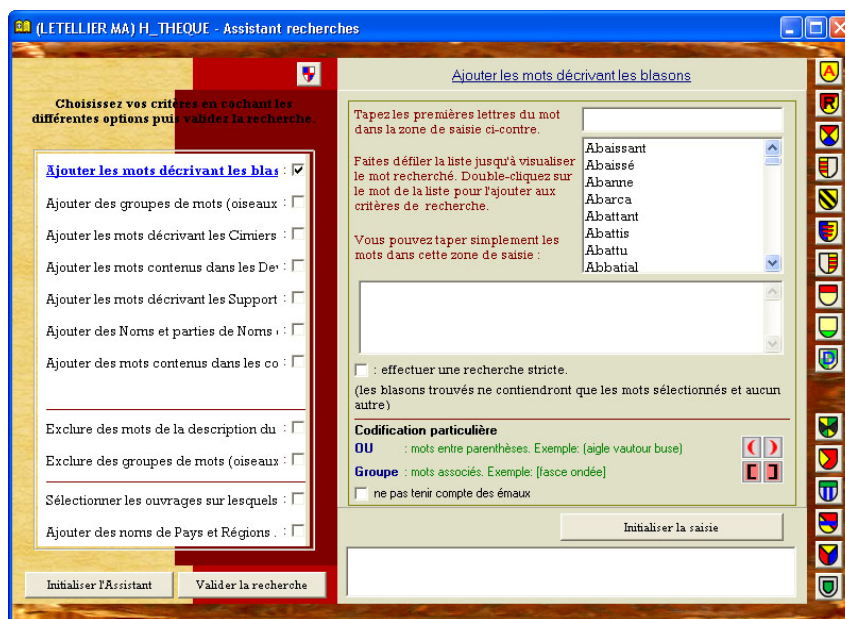 (LETELLIER MA) H_THEQUE - Assistant recherches
Choisissez vos critères en cochant les
différentes options puis valider la recherche.
Ajouter les mots décrivant les blas :
Ajouter des groupes de mots (oiseaux :
Ajouter les mots décrivant les Cimiers :
Ajouter les mots contenus dans les De :
Ajouter les mots décrivant les Support :
Ajouter des Noms et parties de Noms :
Ajouter des mots contenus dans les co :
Exclure des mots de la description du :
Exclure des groupes de mots (oiseaux :
Sélectionner les ouvrages sur lesquels :
Ajouter des noms de Pays et Régions . :
Initialiser l'Assistant
Valider la recherche
Ajouter les mots décrivant les blasons
Tapez les premières lettres du mot
dans la zone de saisie ci-contre.
Faites défiler la liste jusqu'à visualiser
le mot recherché. Double-cliquez sur
le mot de la liste pour l'ajouter aux
critères de recherche.
Vous pouvez taper simplement les
mots dans cette zone de saisie :
Abaissant
Abaissé
Abanne
Abarca
Abattant
Abattis
Abattu
Abbatial
: effectuer une recherche stricte.
(les blasons trouvés ne contiendront que les mots sélectionnés et aucun
autre)
Codification particulière
OU : mots entre parenthèses. Exemple: (aigle vautour buse)
( )
Groupe : mots associés. Exemple: [fasce ondée]
[ ]
ne pas tenir compte des émaux
Initialiser la saisie
A
R
D